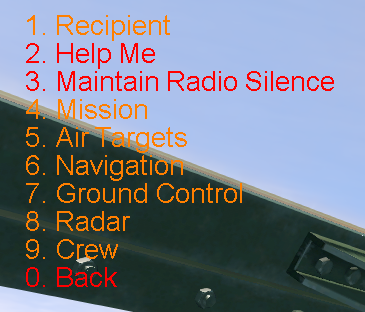 1. Recipient
2. Help Me
3. Maintain Radio Silence
4. Mission
5. Air Targets
6. Navigation
7. Ground Control
8. Radar
9. Crew
0. Back